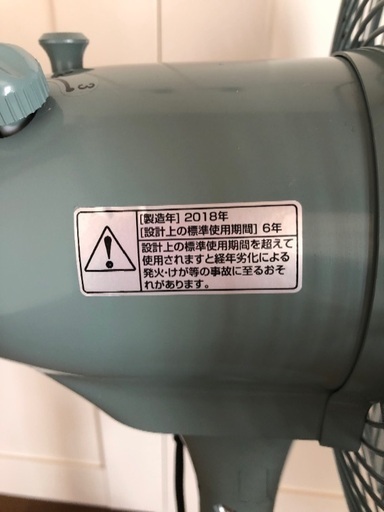 [製造年] 2018年
[設計上の標準使用期間] 6年
設計上の標準使用期間を超えて
使用されますと経年劣化による
発火・けが等の事故に至るおそ
れがあります。
3